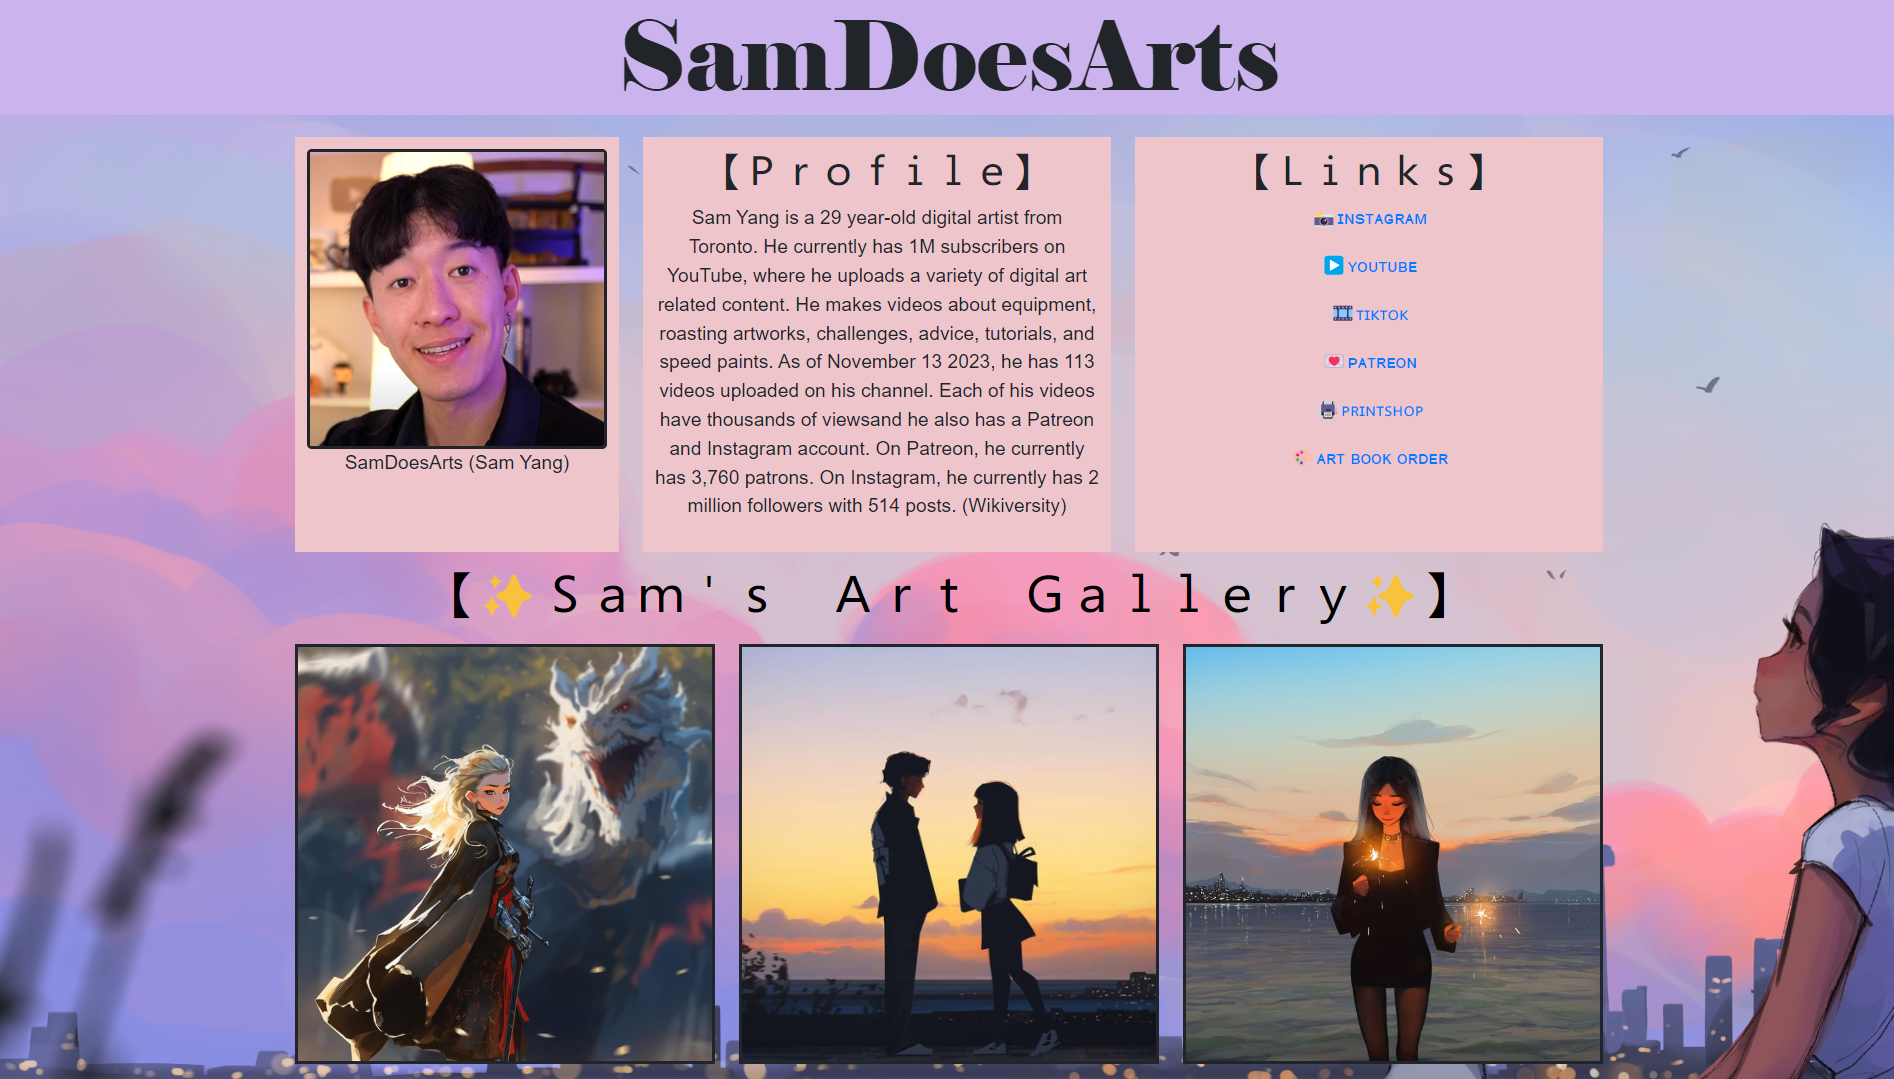 SamDoesArts
SamDoesArts (Sam Yang)
【Ｐｒｏｆｉｌｅ】
Sam Yang is a 29 year-old digital artist from
Toronto. He currently has 1M subscribers on
YouTube, where he uploads a variety of digital art
related content. He makes videos about equipment,
roasting artworks, challenges, advice, tutorials, and
speed paints. As of November 13 2023, he has 113
videos uploaded on his channel. Each of his videos
have thousands of viewsand he also has a Patreon
and Instagram account. On Patreon, he currently
has 3,760 patrons. On Instagram, he currently has 2
million followers with 514 posts. (Wikiversity)
【Ｌｉｎｋｓ】
📸 INSTAGRAM
▶️ YOUTUBE
🎞️ TIKTOK
💌 PATREON
🖨️ PRINTSHOP
🎨 ART BOOK ORDER
【✨Ｓａｍ＇ｓ　Ａｒｔ　Ｇａｌｌｅｒｙ✨】